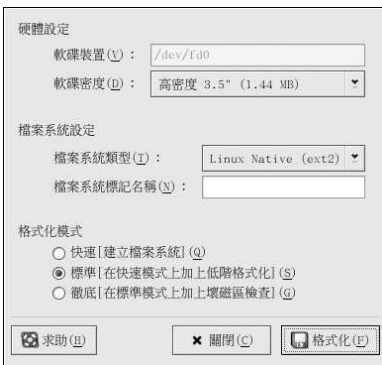 硬體設定
軟碟裝置(V)： /dev/fd0
軟碟密度(D)： 高密度 3.5" (1.44 MB)
檔案系統設定
檔案系統類型(T)： Linux Native (ext2)
檔案系統標記名稱(N)：
格式化模式
快速[建立檔案系統](Q)
標準[在快速模式上加上低階格式化](S)
徹底[在標準模式上加上壞磁區檢查](G)
求助(H) 關閉(C) 格式化(F)